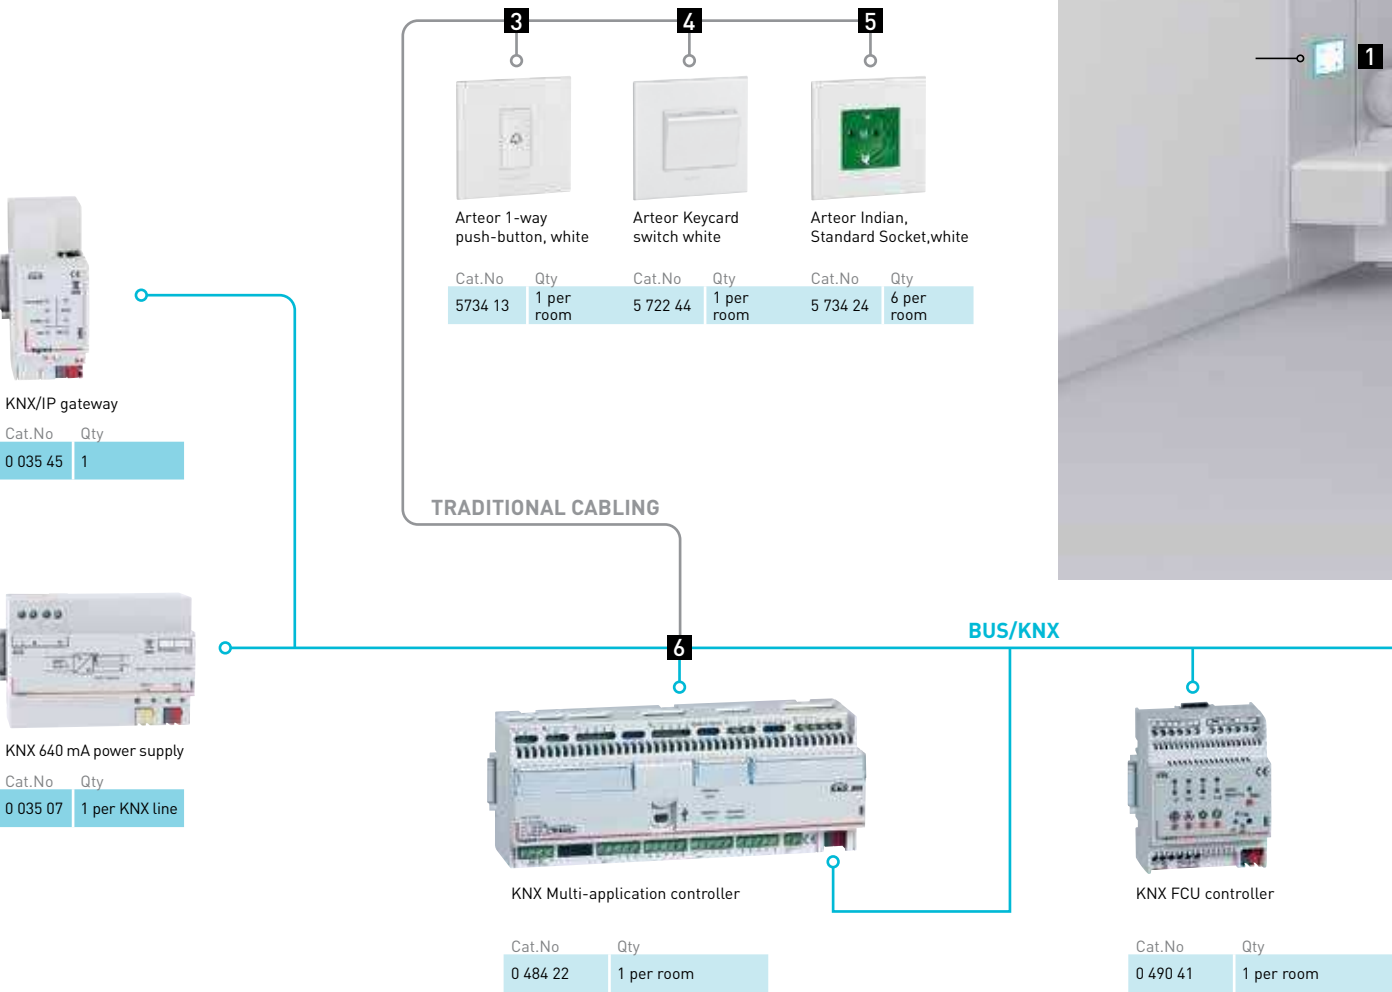 3
4
5
1
Arteor 1-way
push-button, white
Cat.No Qty
5734 13 1 per
room
Arteor Keycard
switch white
Cat.No Qty
5 722 44 1 per
room
Arteor Indian,
Standard Socket,white
Cat.No Qty
5 734 24 6 per
room
KNX/IP gateway
Cat.No Qty
0 035 45 1
TRADITIONAL CABLING
BUS/KNX
6
KNX 640 mA power supply
Cat.No Qty
0 035 07 1 per KNX line
KNX Multi-application controller
Cat.No Qty
0 484 22 1 per room
KNX FCU controller
Cat.No Qty
0 490 41 1 per room